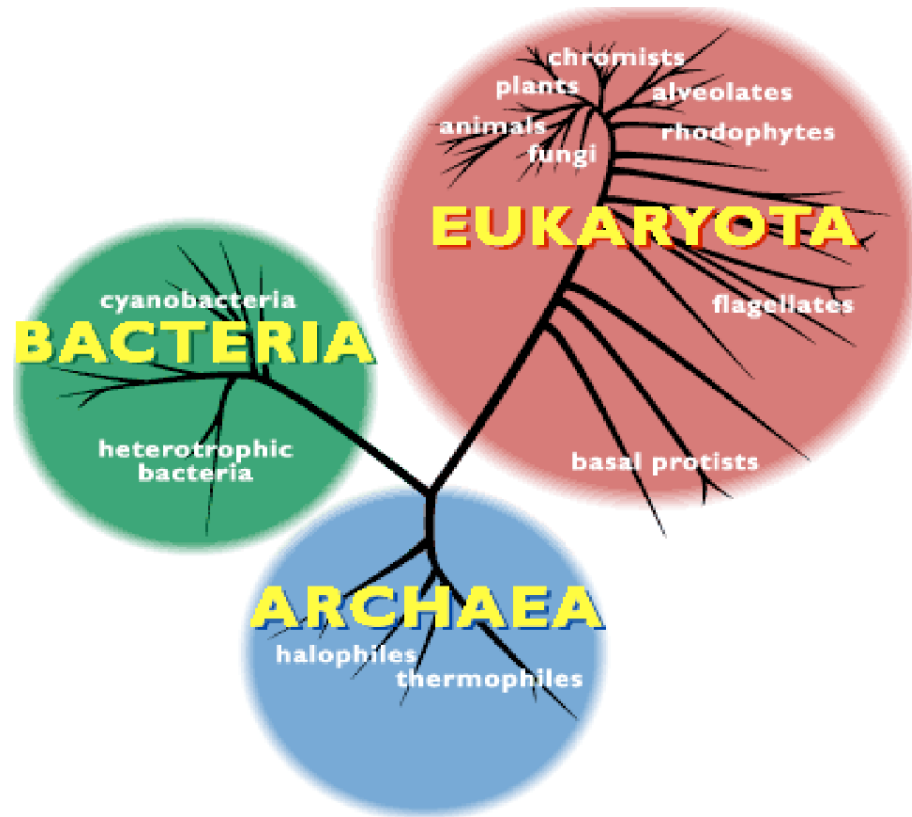 chromists
plants
alveolates
animals
rhodophytes
fungi
EUKARYOTA
flagellates
basal protists
cyanobacteria
BACTERIA
heterotrophic
bacteria
ARCHAEA
halophiles
thermophiles